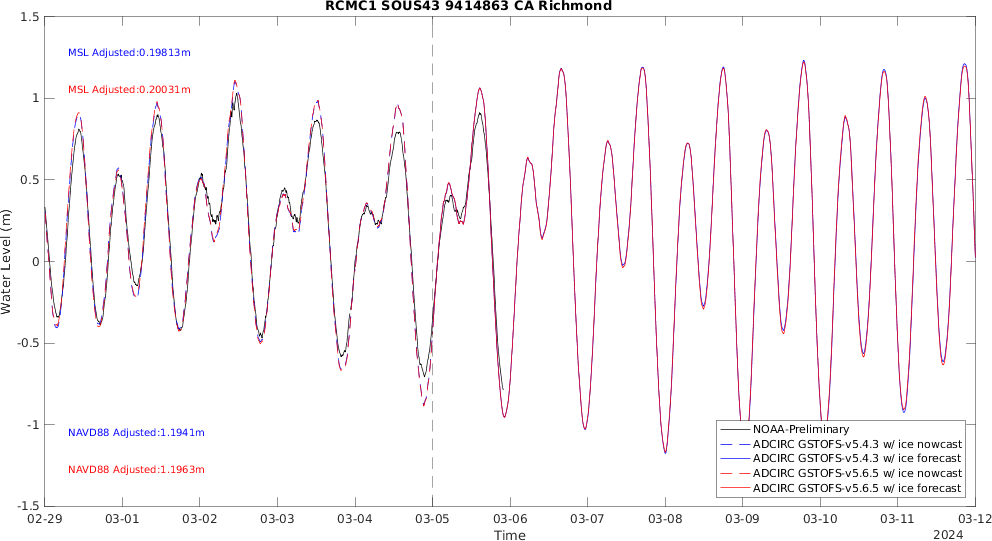 RCMC1 SOUS43 9414863 CA Richmond
1.5
1
0.5
0
-0.5
-1
-1.5
Water Level (m)
MSL Adjusted:0.19813m
MSL Adjusted:0.20031m
NAVD88 Adjusted:1.1941m
NAVD88 Adjusted:1.1963m
NOAA-Preliminary
ADCIRC GSTOFS-v5.4.3 w/ ice nowcast
ADCIRC GSTOFS-v5.4.3 w/ ice forecast
ADCIRC GSTOFS-v5.6.5 w/ ice nowcast
ADCIRC GSTOFS-v5.6.5 w/ ice forecast
02-29 03-01 03-02 03-03 03-04 03-05 03-06 03-07 03-08 03-09 03-10 03-11 03-12
Time
2024